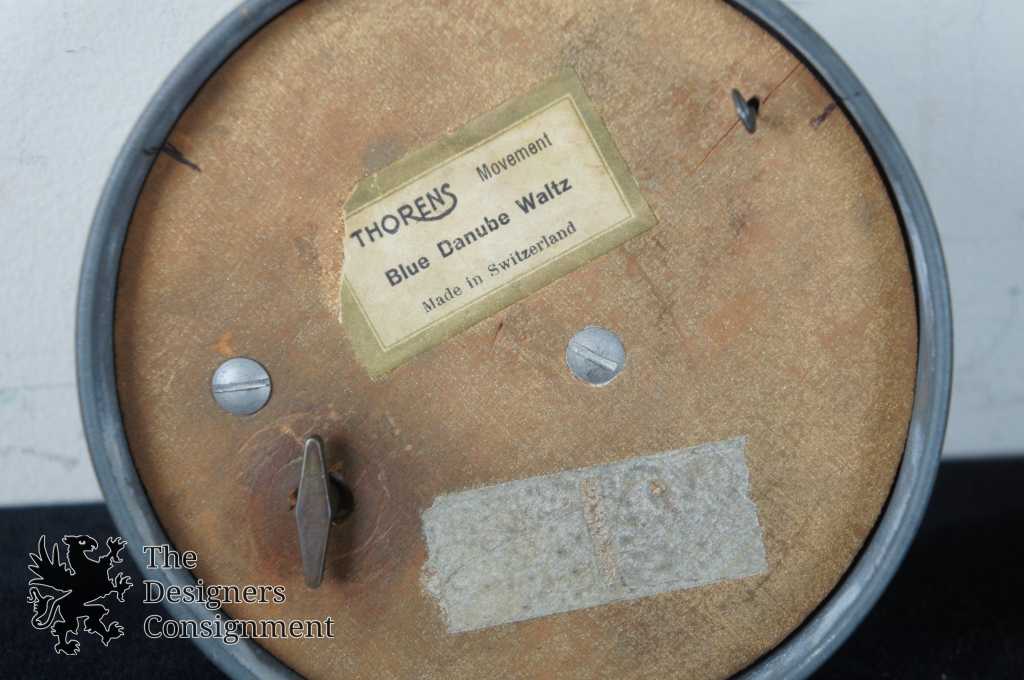 THORENS Movement
Blue Danube Waltz
Made in Switzerland
The
Designers
Consignment